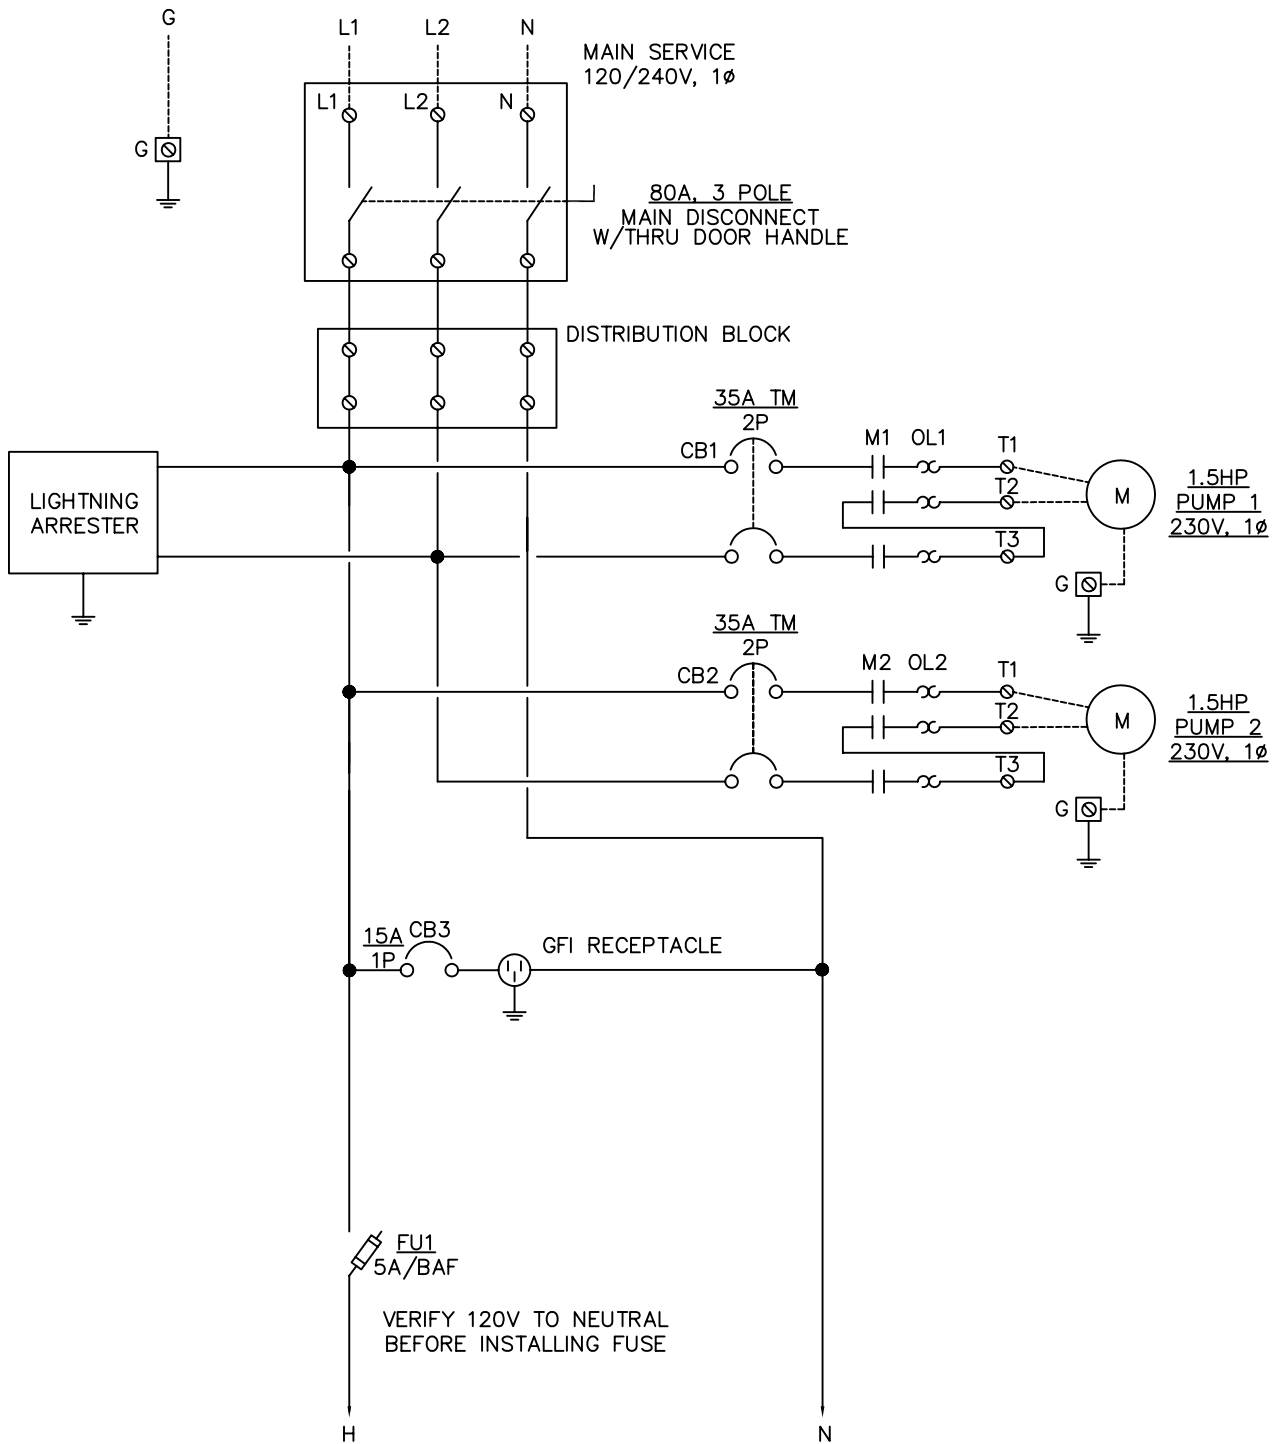 G
L1 L2 N
MAIN SERVICE
120/240V, 1ø
L1 L2 N
G
80A, 3 POLE
MAIN DISCONNECT
W/THRU DOOR HANDLE
DISTRIBUTION BLOCK
35A TM
2P
CB1 M1 OL1 T1
T2
T3
M
1.5HP
PUMP 1
230V, 1ø
G
LIGHTNING
ARRESTER
35A TM
2P
CB2 M2 OL2 T1
T2
T3
M
1.5HP
PUMP 2
230V, 1ø
G
15A CB3
1P
GFI RECEPTACLE
FU1
5A/BAF
VERIFY 120V TO NEUTRAL
BEFORE INSTALLING FUSE
H N